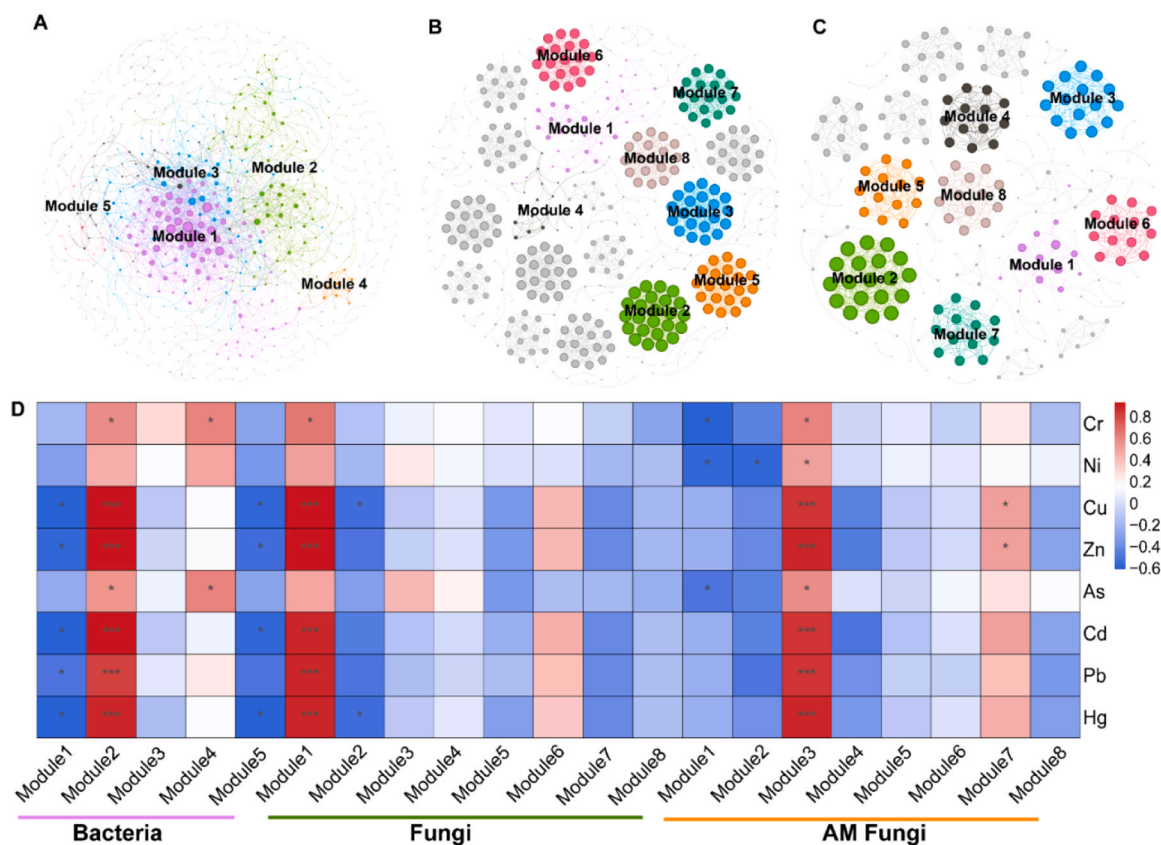 A
Module 3
Module 2
Module 5
Module 1
Module 4
B
Module 6
Module 7
Module 1
Module 8
Module 4
Module 3
Module 5
Module 2
C
Module 3
Module 4
Module 5
Module 8
Module 6
Module 1
Module 2
Module 7
D
* * * * * Cr
* * * Ni
* *** * *** * *** * Cu
* *** * *** *** * Zn
* * * * As
* *** * *** *** Cd
* *** *** *** Pb
* *** * *** * *** Hg
0.8
0.6
0.4
0.2
0
−0.2
−0.4
−0.6
Module1 Module2 Module3 Module4 Module5 Module1 Module2 Module3 Module4 Module5 Module6 Module7 Module8 Module1 Module2 Module3 Module4 Module5 Module6 Module7 Module8
Bacteria Fungi AM Fungi